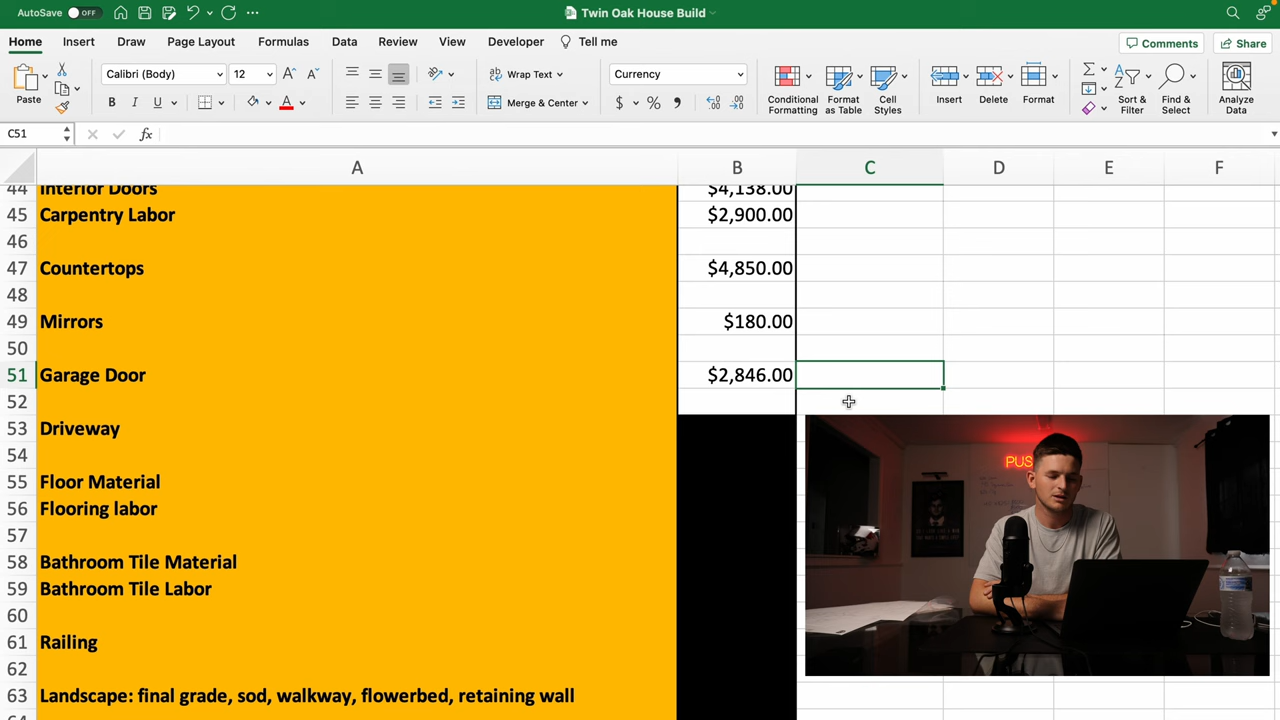 AutoSave OFF Twin Oak House Build
Home Insert Draw Page Layout Formulas Data Review View Developer Tell me Comments Share
Paste Calibri (Body) 12 Wrap Text Currency Conditional Formatting Format as Table Cell Styles Insert Delete Format Sort & Filter Find & Select Analyze Data
B I U A Merge & Center $ %
C51 fx
A B C D E F
44 Interior Doors $4,138.00
45 Carpentry Labor $2,900.00
46
47 Countertops $4,850.00
48
49 Mirrors $180.00
50
51 Garage Door $2,846.00
52
53 Driveway
54
55 Floor Material
56 Flooring labor
57
58 Bathroom Tile Material
59 Bathroom Tile Labor
60
61 Railing
62
63 Landscape: final grade, sod, walkway, flowerbed, retaining wall
64
PUS